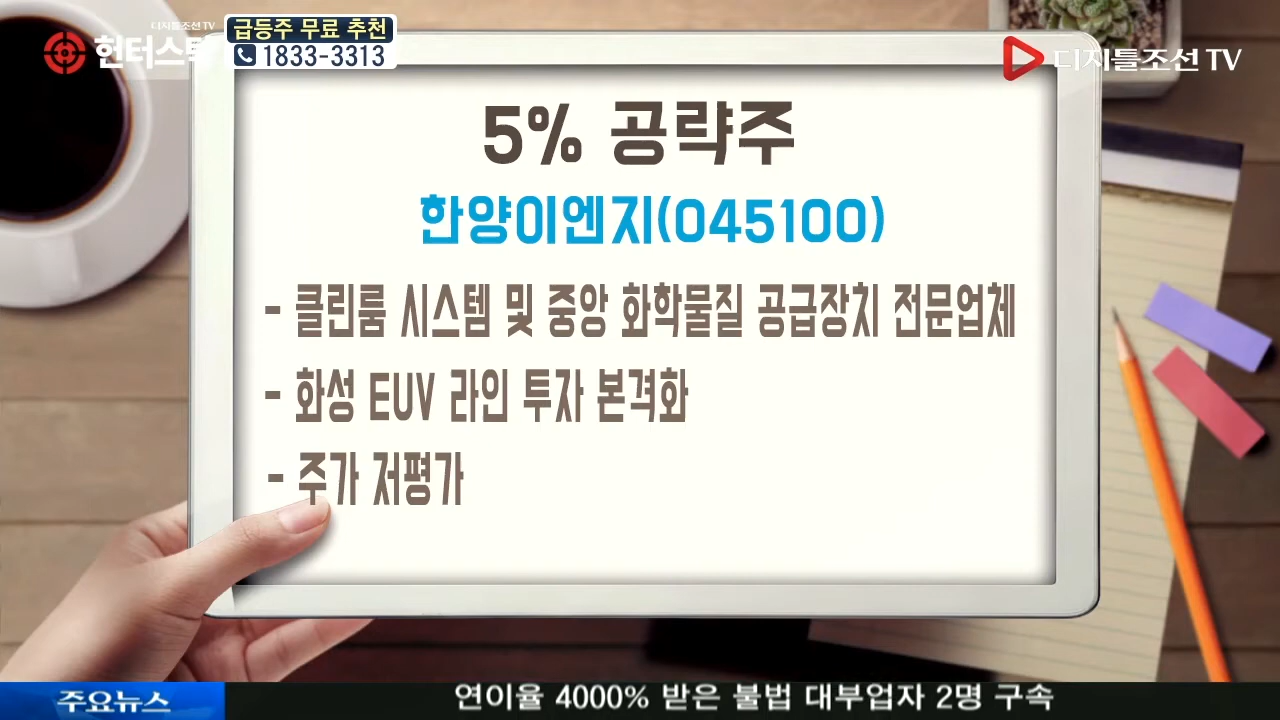 디지틀조선TV
헌터스탁
급등주 무료 추천
1833-3313
디지틀조선TV
5% 공략주
한양이엔지(045100)
- 클린룸 시스템 및 중앙 화학물질 공급장치 전문업체
- 화성 EUV 라인 투자 본격화
- 주가 저평가
주요뉴스
연이율 4000% 받은 불법 대부업자 2명 구속